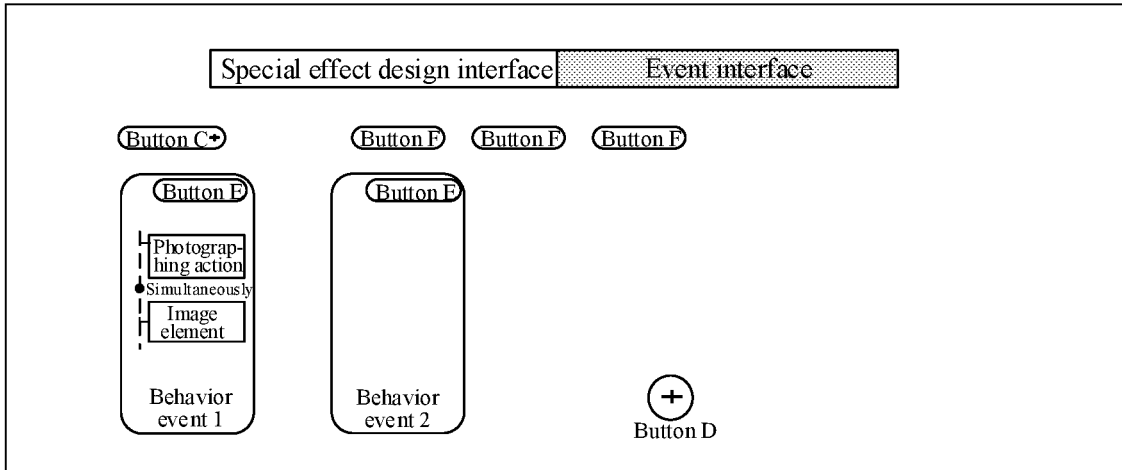 Special effect design interface Event interface
Button C+ Button F Button F Button F
Button E Button E
Photograp-
hing action
Simultaneously
Image
element
Behavior
event 1
Behavior
event 2
+
Button D